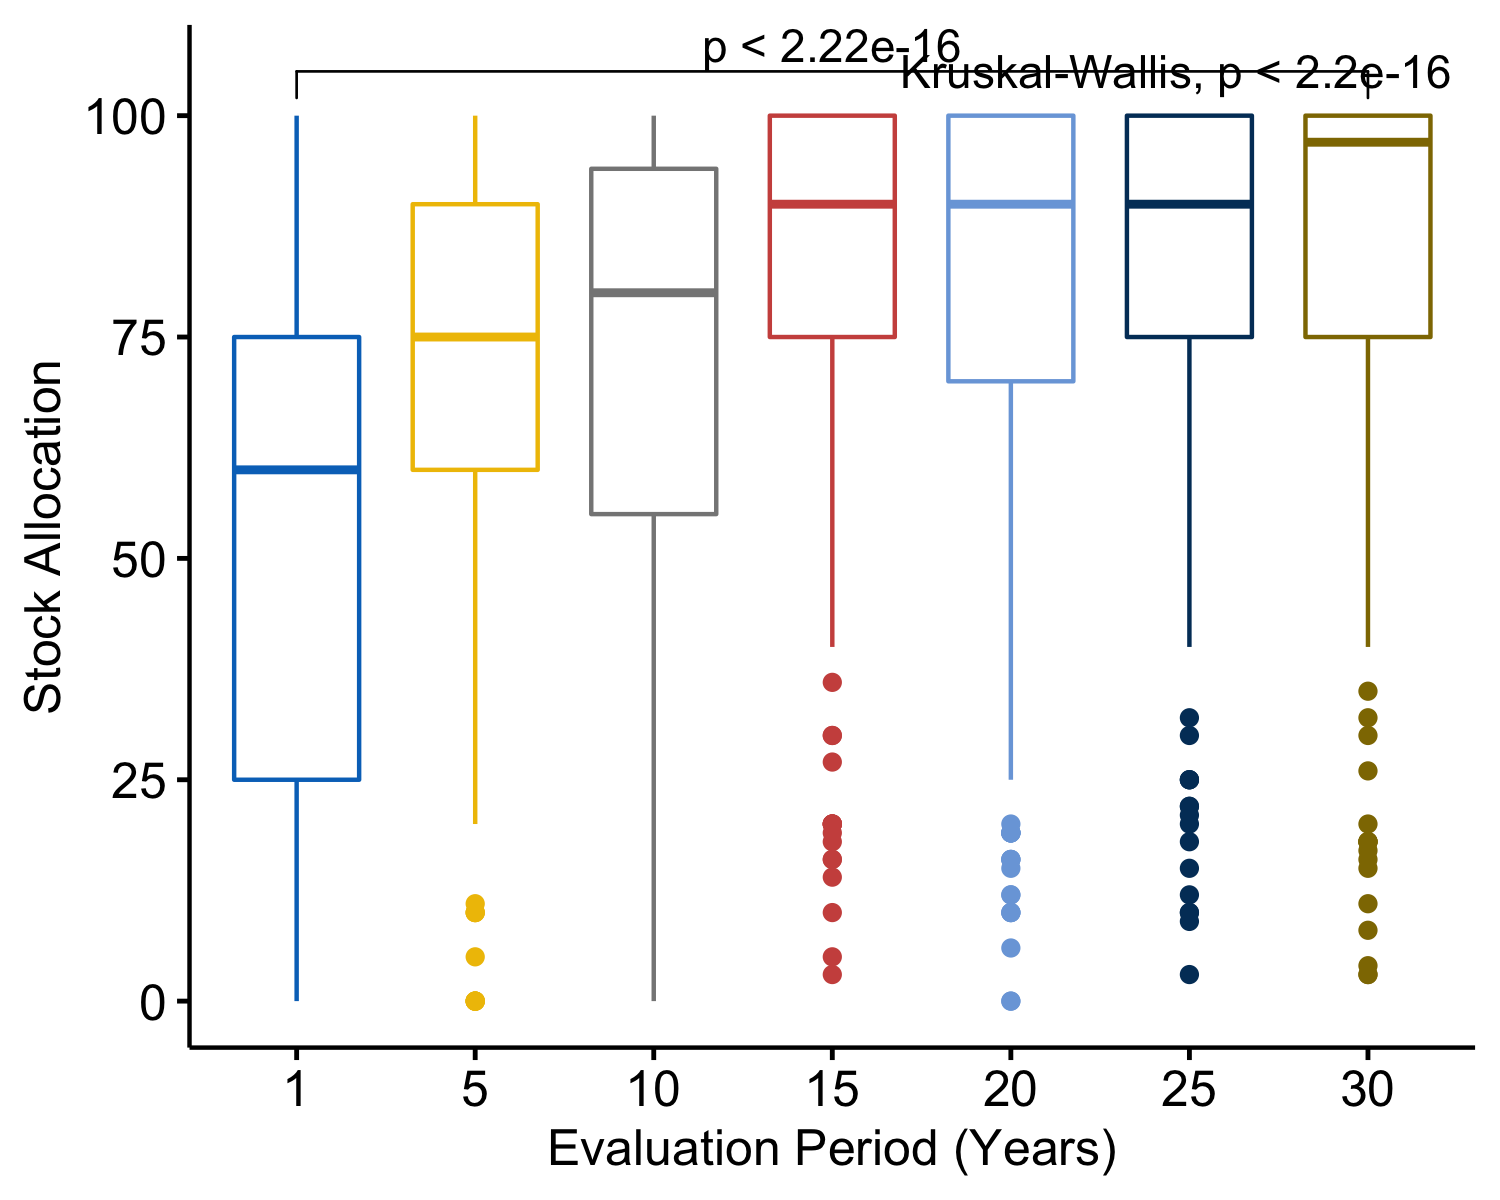 p < 2.22e-16
Kruskal-Wallis, p < 2.2e-16
100
75
50
25
0
Stock Allocation
1 5 10 15 20 25 30
Evaluation Period (Years)